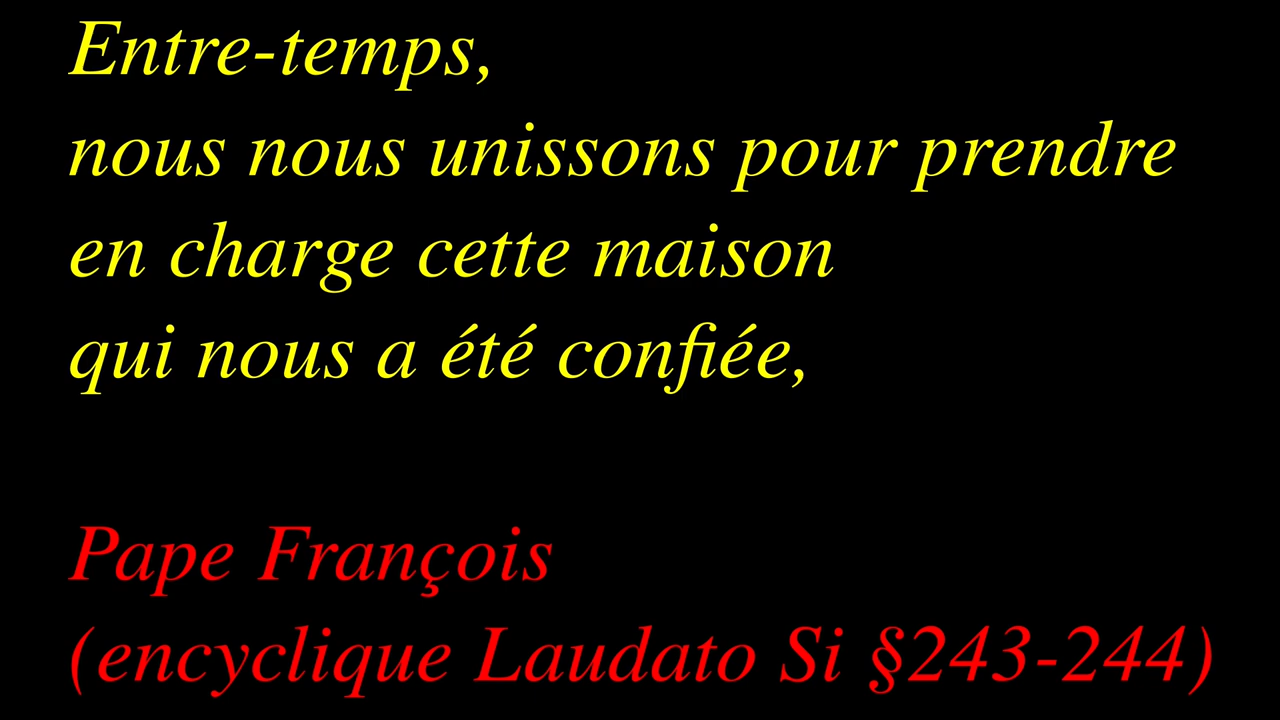 Entre-temps,
nous nous unissons pour prendre
en charge cette maison
qui nous a été confiée,
Pape François
(encyclique Laudato Si §243-244)